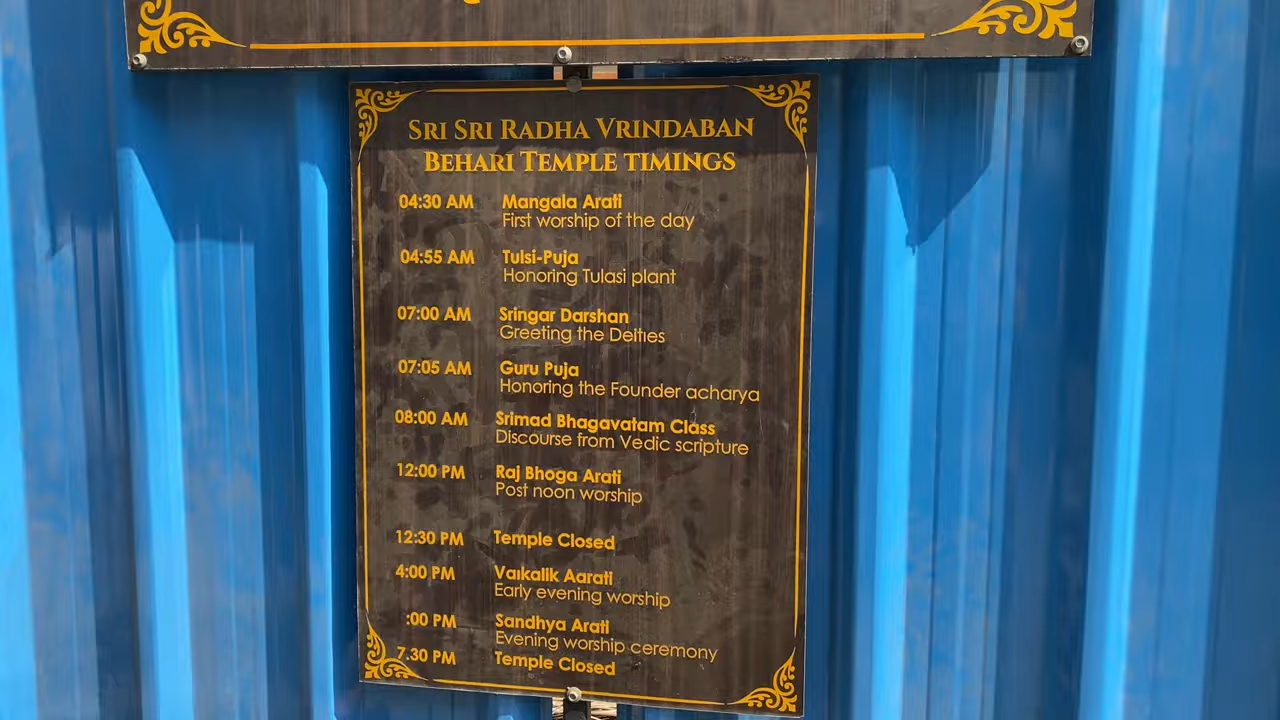 SRI SRI RADHA VRINDABAN
BEHARI TEMPLE TIMINGS
04:30 AM Mangala Arati
First worship of the day
04:55 AM Tulsi-Puja
Honoring Tulasi plant
07:00 AM Sringar Darshan
Greeting the Deities
07:05 AM Guru Puja
Honoring the Founder acharya
08:00 AM Srimad Bhagavatam Class
Discourse from Vedic scripture
12:00 PM Raj Bhoga Arati
Post noon worship
12:30 PM Temple Closed
4:00 PM Vaikalik Aarati
Early evening worship
:00 PM Sandhya Arati
Evening worship ceremony
7.30 PM Temple Closed